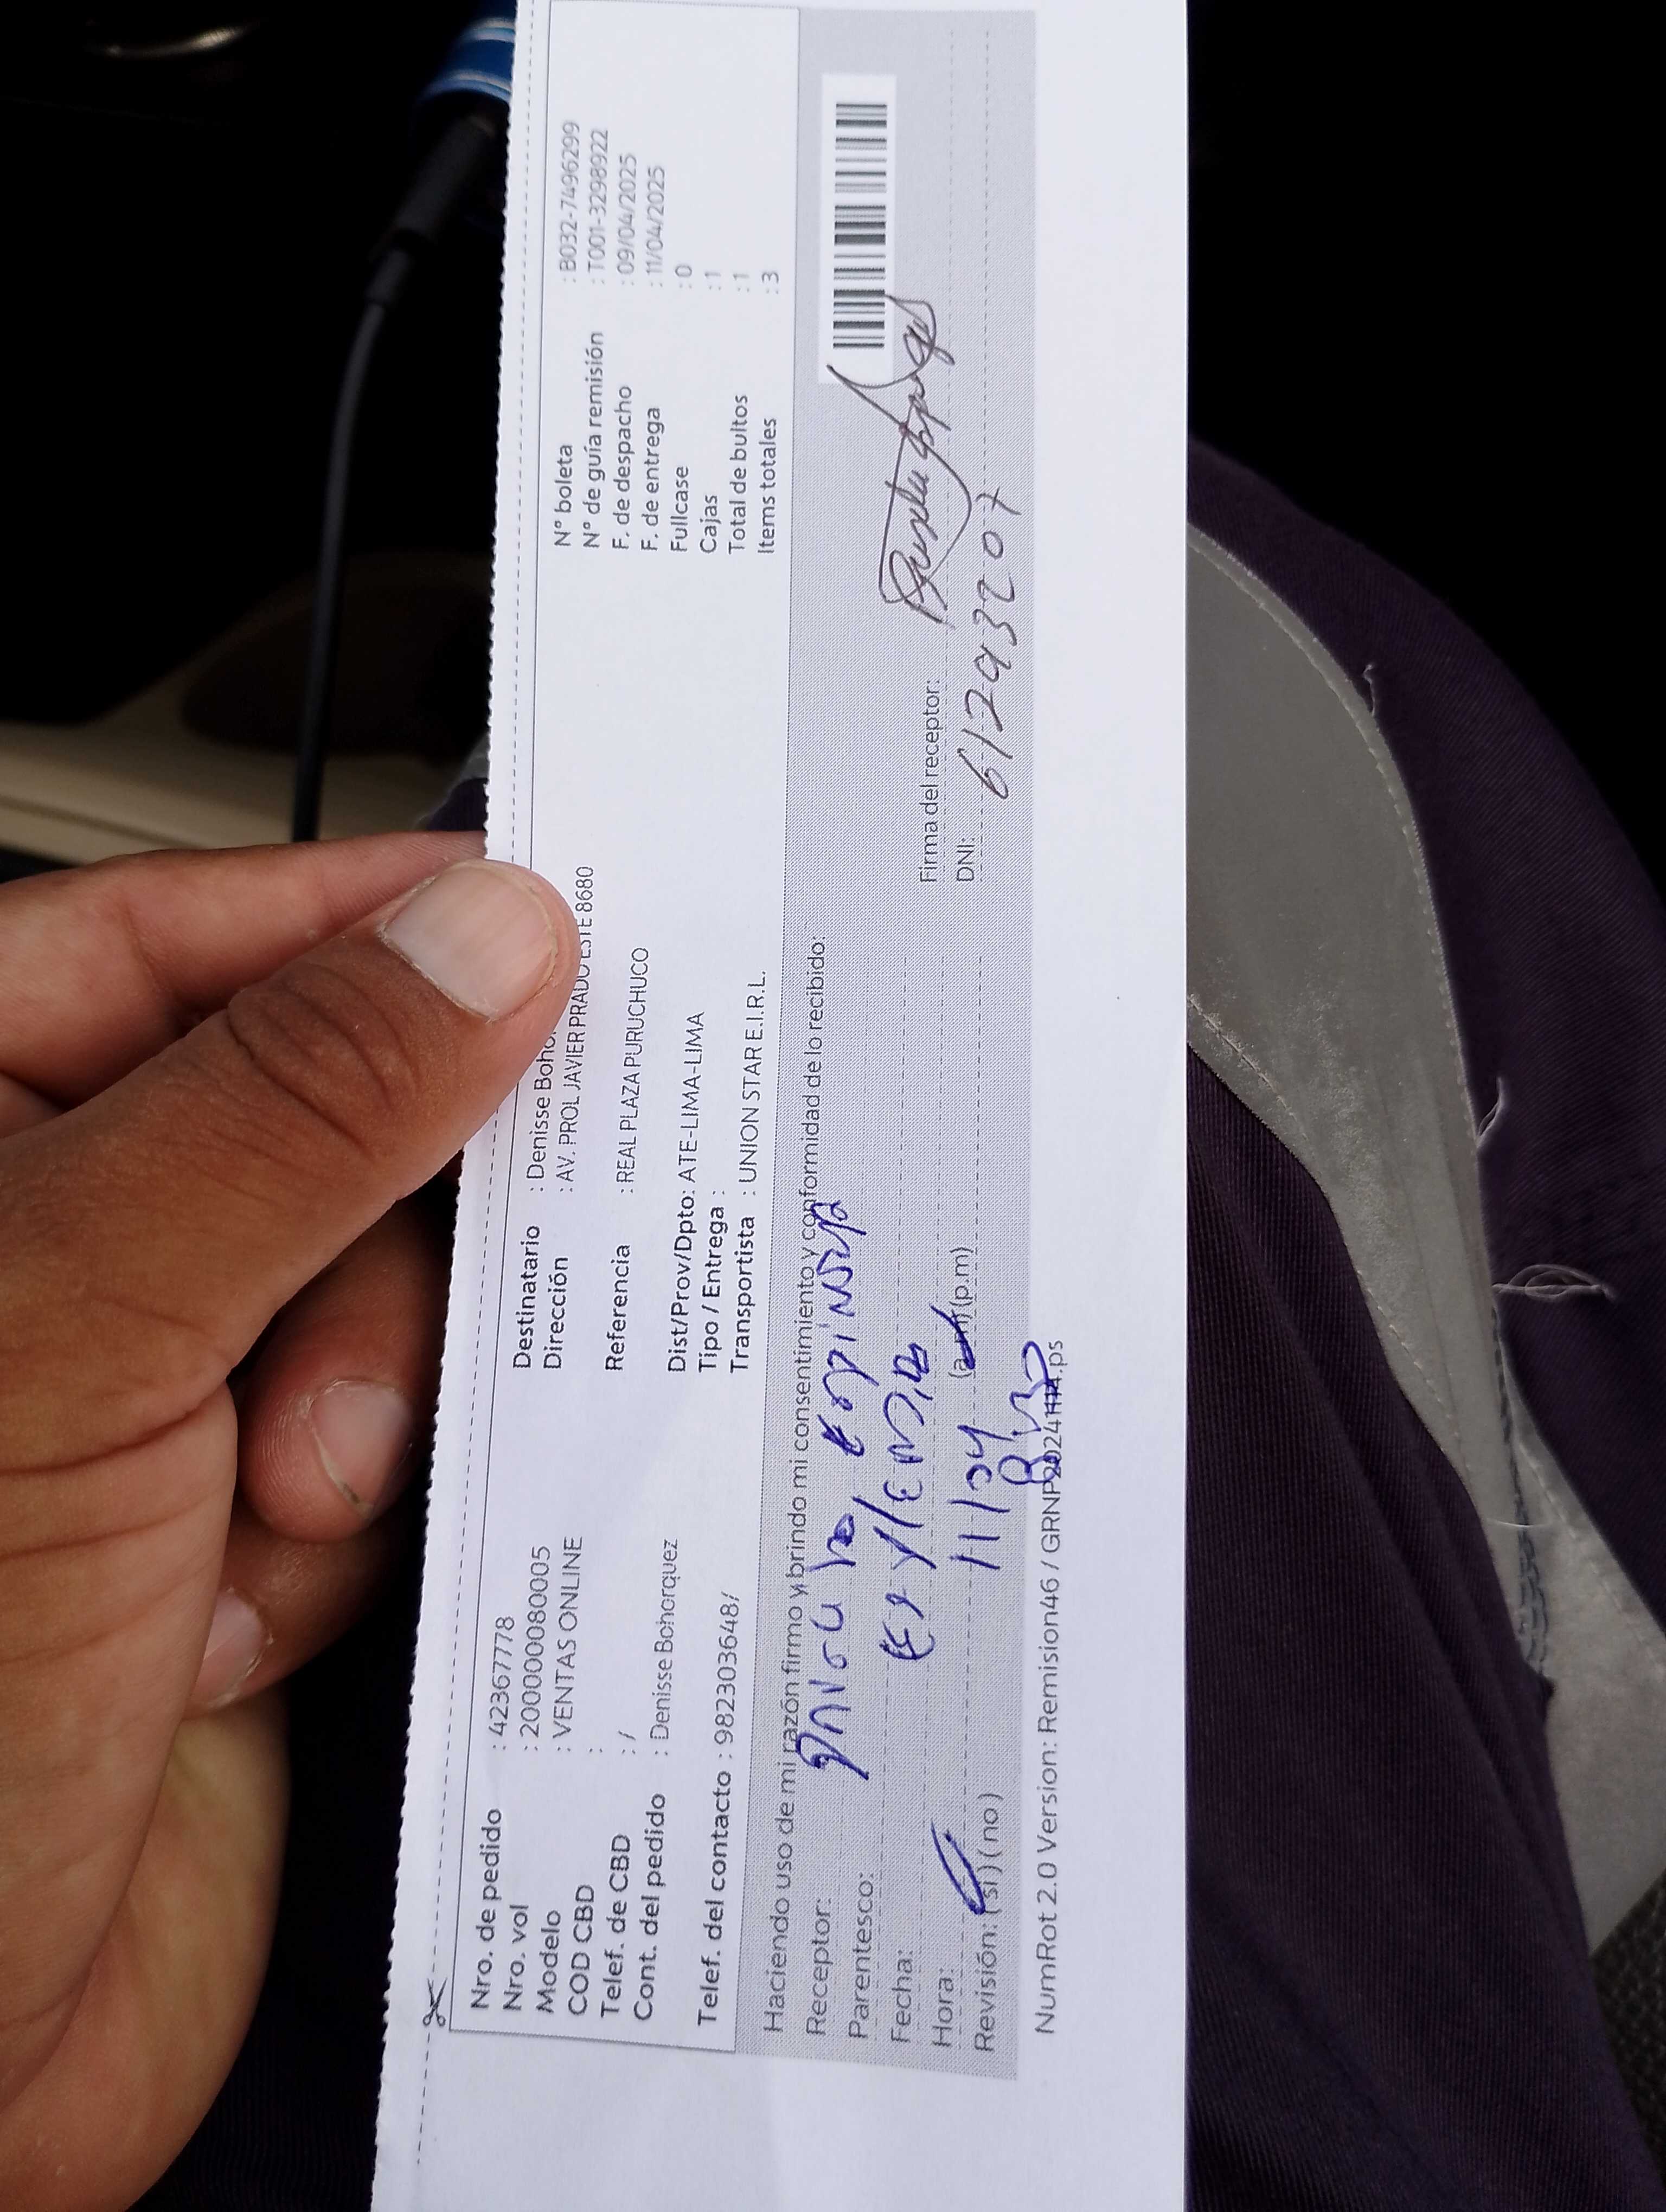 Nro. de pedido : 42367778
Nro. vol : 2000000080005
Modelo : VENTAS ONLINE
COD CBD :
Telef. de CBD : /
Cont. del pedido : Denisse Bohorquez
Telef. del contacto : 982303648/
Destinatario : Denisse
Dirección : AV. PROL JAVIER PRADO ESTE 8680
Referencia : REAL PLAZA PURUCHUCO
Dist/Prov/Dpto: ATE-LIMA-LIMA
Tipo / Entrega :
Transportista : UNION STAR E.I.R.L.
N° boleta : B032-7496299
N° de guía remisión : T001-3298922
F. de despacho : 09/04/2025
F. de entrega : 11/04/2025
Fullcase : 0
Cajas : 1
Total de bultos : 1
Items totales : 3
Haciendo uso de mi razón firmo y brindo mi consentimiento y conformidad de lo recibido:
Receptor: espinoza
Parentesco:
Fecha: 11/04
Hora: (a.m)(p.m)
Revisión: (si) (no)
Firma del receptor:
DNI: 61293207
NumRot 2.0 Version: Remision46 / .ps